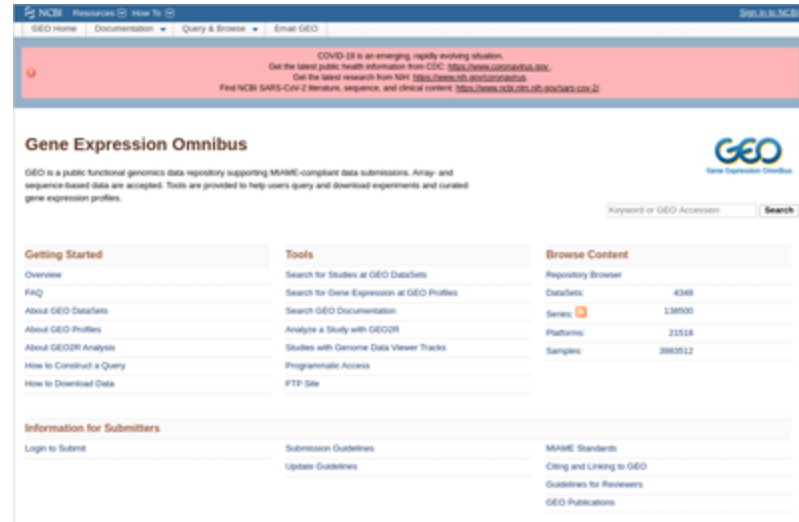 NCBI Resources How To Sign in to NCBI
GEO Home Documentation Query & Browse Email GEO
COVID-19 is an emerging, rapidly evolving situation.
Get the latest public health information from CDC: https://www.coronavirus.gov .
Get the latest research from NIH: https://www.nih.gov/coronavirus.
Find NCBI SARS-CoV-2 literature, sequence, and clinical content: https://www.ncbi.nlm.nih.gov/sars-cov-2/.
Gene Expression Omnibus
GEO
Gene Expression Omnibus
GEO is a public functional genomics data repository supporting MIAME-compliant data submissions. Array- and
sequence-based data are accepted. Tools are provided to help users query and download experiments and curated
gene expression profiles.
Keyword or GEO Accession Search
Getting Started
Overview
FAQ
About GEO DataSets
About GEO Profiles
About GEO2R Analysis
How to Construct a Query
How to Download Data
Tools
Search for Studies at GEO DataSets
Search for Gene Expression at GEO Profiles
Search GEO Documentation
Analyze a Study with GEO2R
Studies with Genome Data Viewer Tracks
Programmatic Access
FTP Site
Browse Content
Repository Browser
DataSets: 4348
Series: 138500
Platforms: 21518
Samples: 3983512
Information for Submitters
Login to Submit
Submission Guidelines
Update Guidelines
MIAME Standards
Citing and Linking to GEO
Guidelines for Reviewers
GEO Publications